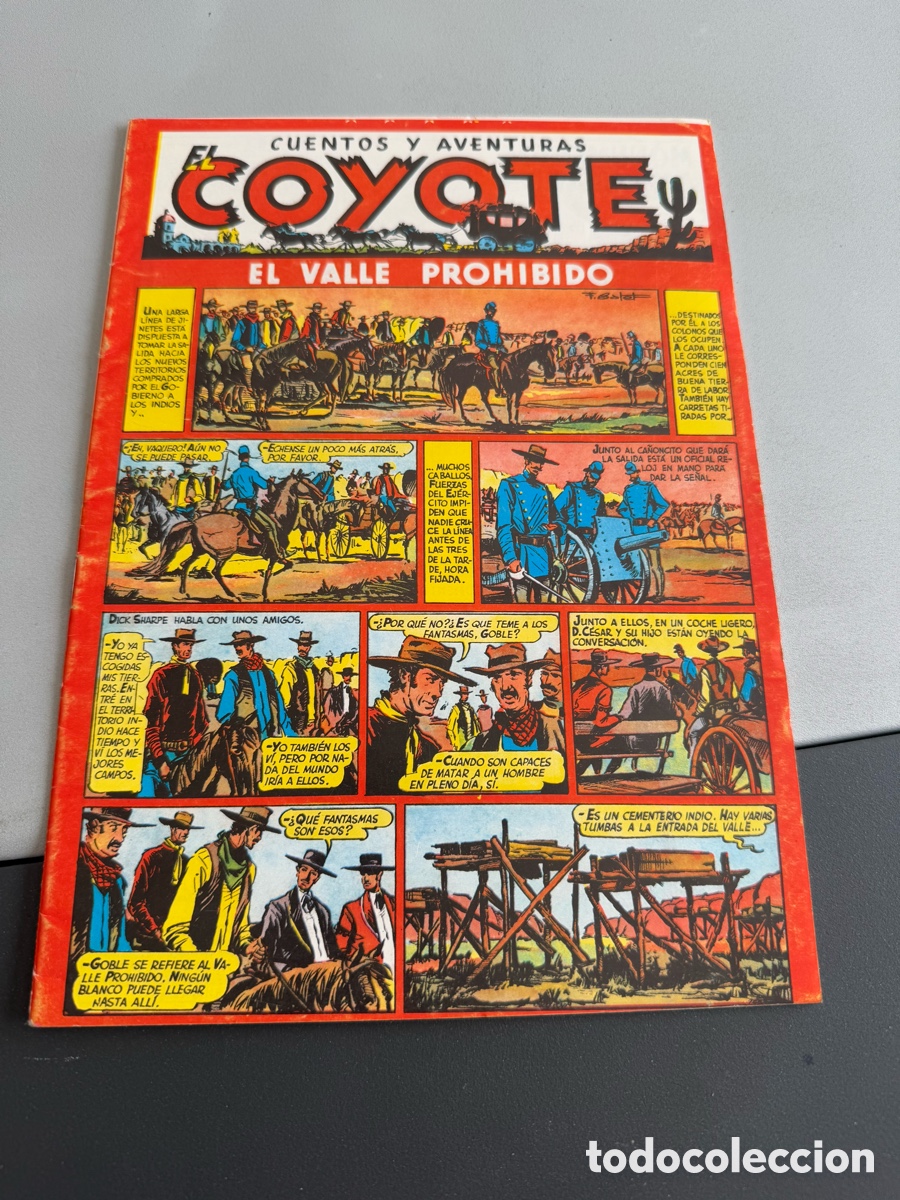 CUENTOS Y AVENTURAS
EL
COYOTE
EL VALLE PROHIBIDO
UNA LARGA
LÍNEA DE JI-
NETES ESTÁ
DISPUESTA A
TOMAR LA SA-
LIDA HACIA
LOS NUEVOS
TERRITORIOS
COMPRADOS
POR EL GO-
BIERNO A
LOS INDIOS
Y...
...DESTINADOS
POR ÉL A LOS
COLONOS QUE
LOS OCUPEN
A CADA UNO
LE CORRES-
PONDEN CIEN
ACRES DE
BUENA TIER-
RA DE LABOR
TAMBIÉN HAY
CARRETAS TI-
RADAS POR...
-¡EH, VAQUERO! AÚN NO
SE PUEDE PASAR.
-ECHENSE UN POCO MÁS ATRÁS,
POR FAVOR.
...MUCHOS
CABALLOS.
FUERZAS
DEL EJÉR-
CITO IMPI-
DEN QUE
NADIE CRU-
CE LA LÍNEA
ANTES DE
LAS TRES
DE LA TAR-
DE, HORA
FIJADA.
JUNTO AL CAÑONCITO QUE DARÁ
LA SALIDA ESTÁ UN OFICIAL RE-
LOJ EN MANO PARA
DAR LA SEÑAL.
DICK SHARPE HABLA CON UNOS AMIGOS.
-YO YA
TENGO ES-
COGIDAS
MIS TIE-
RRAS. EN-
TRÉ EN
EL TERRI-
TORIO IN-
DIO HACE
TIEMPO Y
VÍ LOS ME-
JORES
CAMPOS.
-YO TAMBIÉN LOS
VÍ, PERO POR NA-
DA DEL MUNDO
IRÍA A ELLOS.
-¿POR QUÉ NO? ¿ES QUE TEME A LOS
FANTASMAS, GOBLE?
-CUANDO SON CAPACES
DE MATAR A UN HOMBRE
EN PLENO DÍA, SÍ.
JUNTO A ELLOS, EN UN COCHE LIGERO,
D. CÉSAR Y SU HIJO ESTÁN OYENDO LA
CONVERSACIÓN.
-¿QUÉ FANTASMAS
SON ESOS?
-GOBLE SE REFIERE AL VA-
LLE PROHIBIDO. NINGÚN
BLANCO PUEDE LLEGAR
HASTA ALLÍ.
-ES UN CEMENTERIO INDIO. HAY VARIAS
TUMBAS A LA ENTRADA DEL VALLE...
todocoleccion